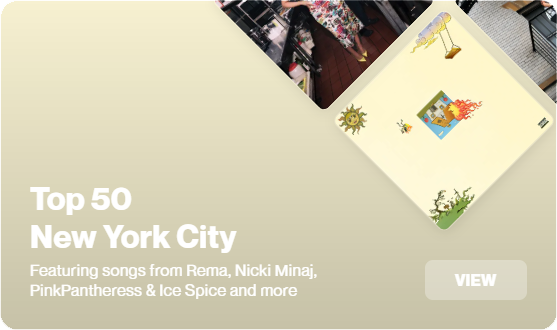 Top 50
New York City
Featuring songs from Rema, Nicki Minaj,
PinkPantheress & Ice Spice and more
VIEW